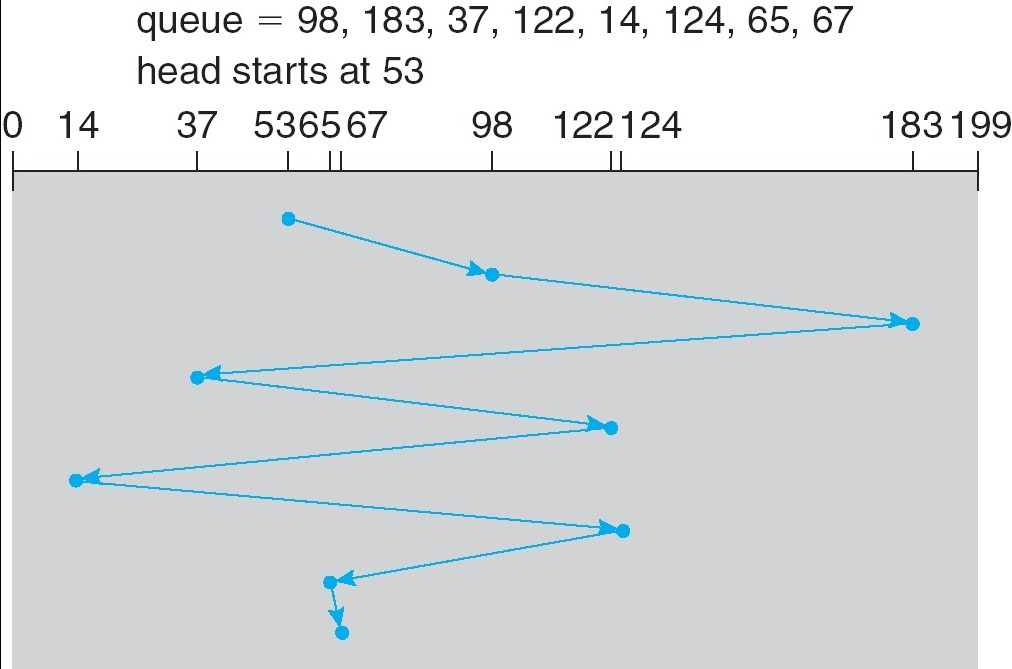 queue = 98, 183, 37, 122, 14, 124, 65, 67
head starts at 53
0 14 37 53 65 67 98 122 124 183 199